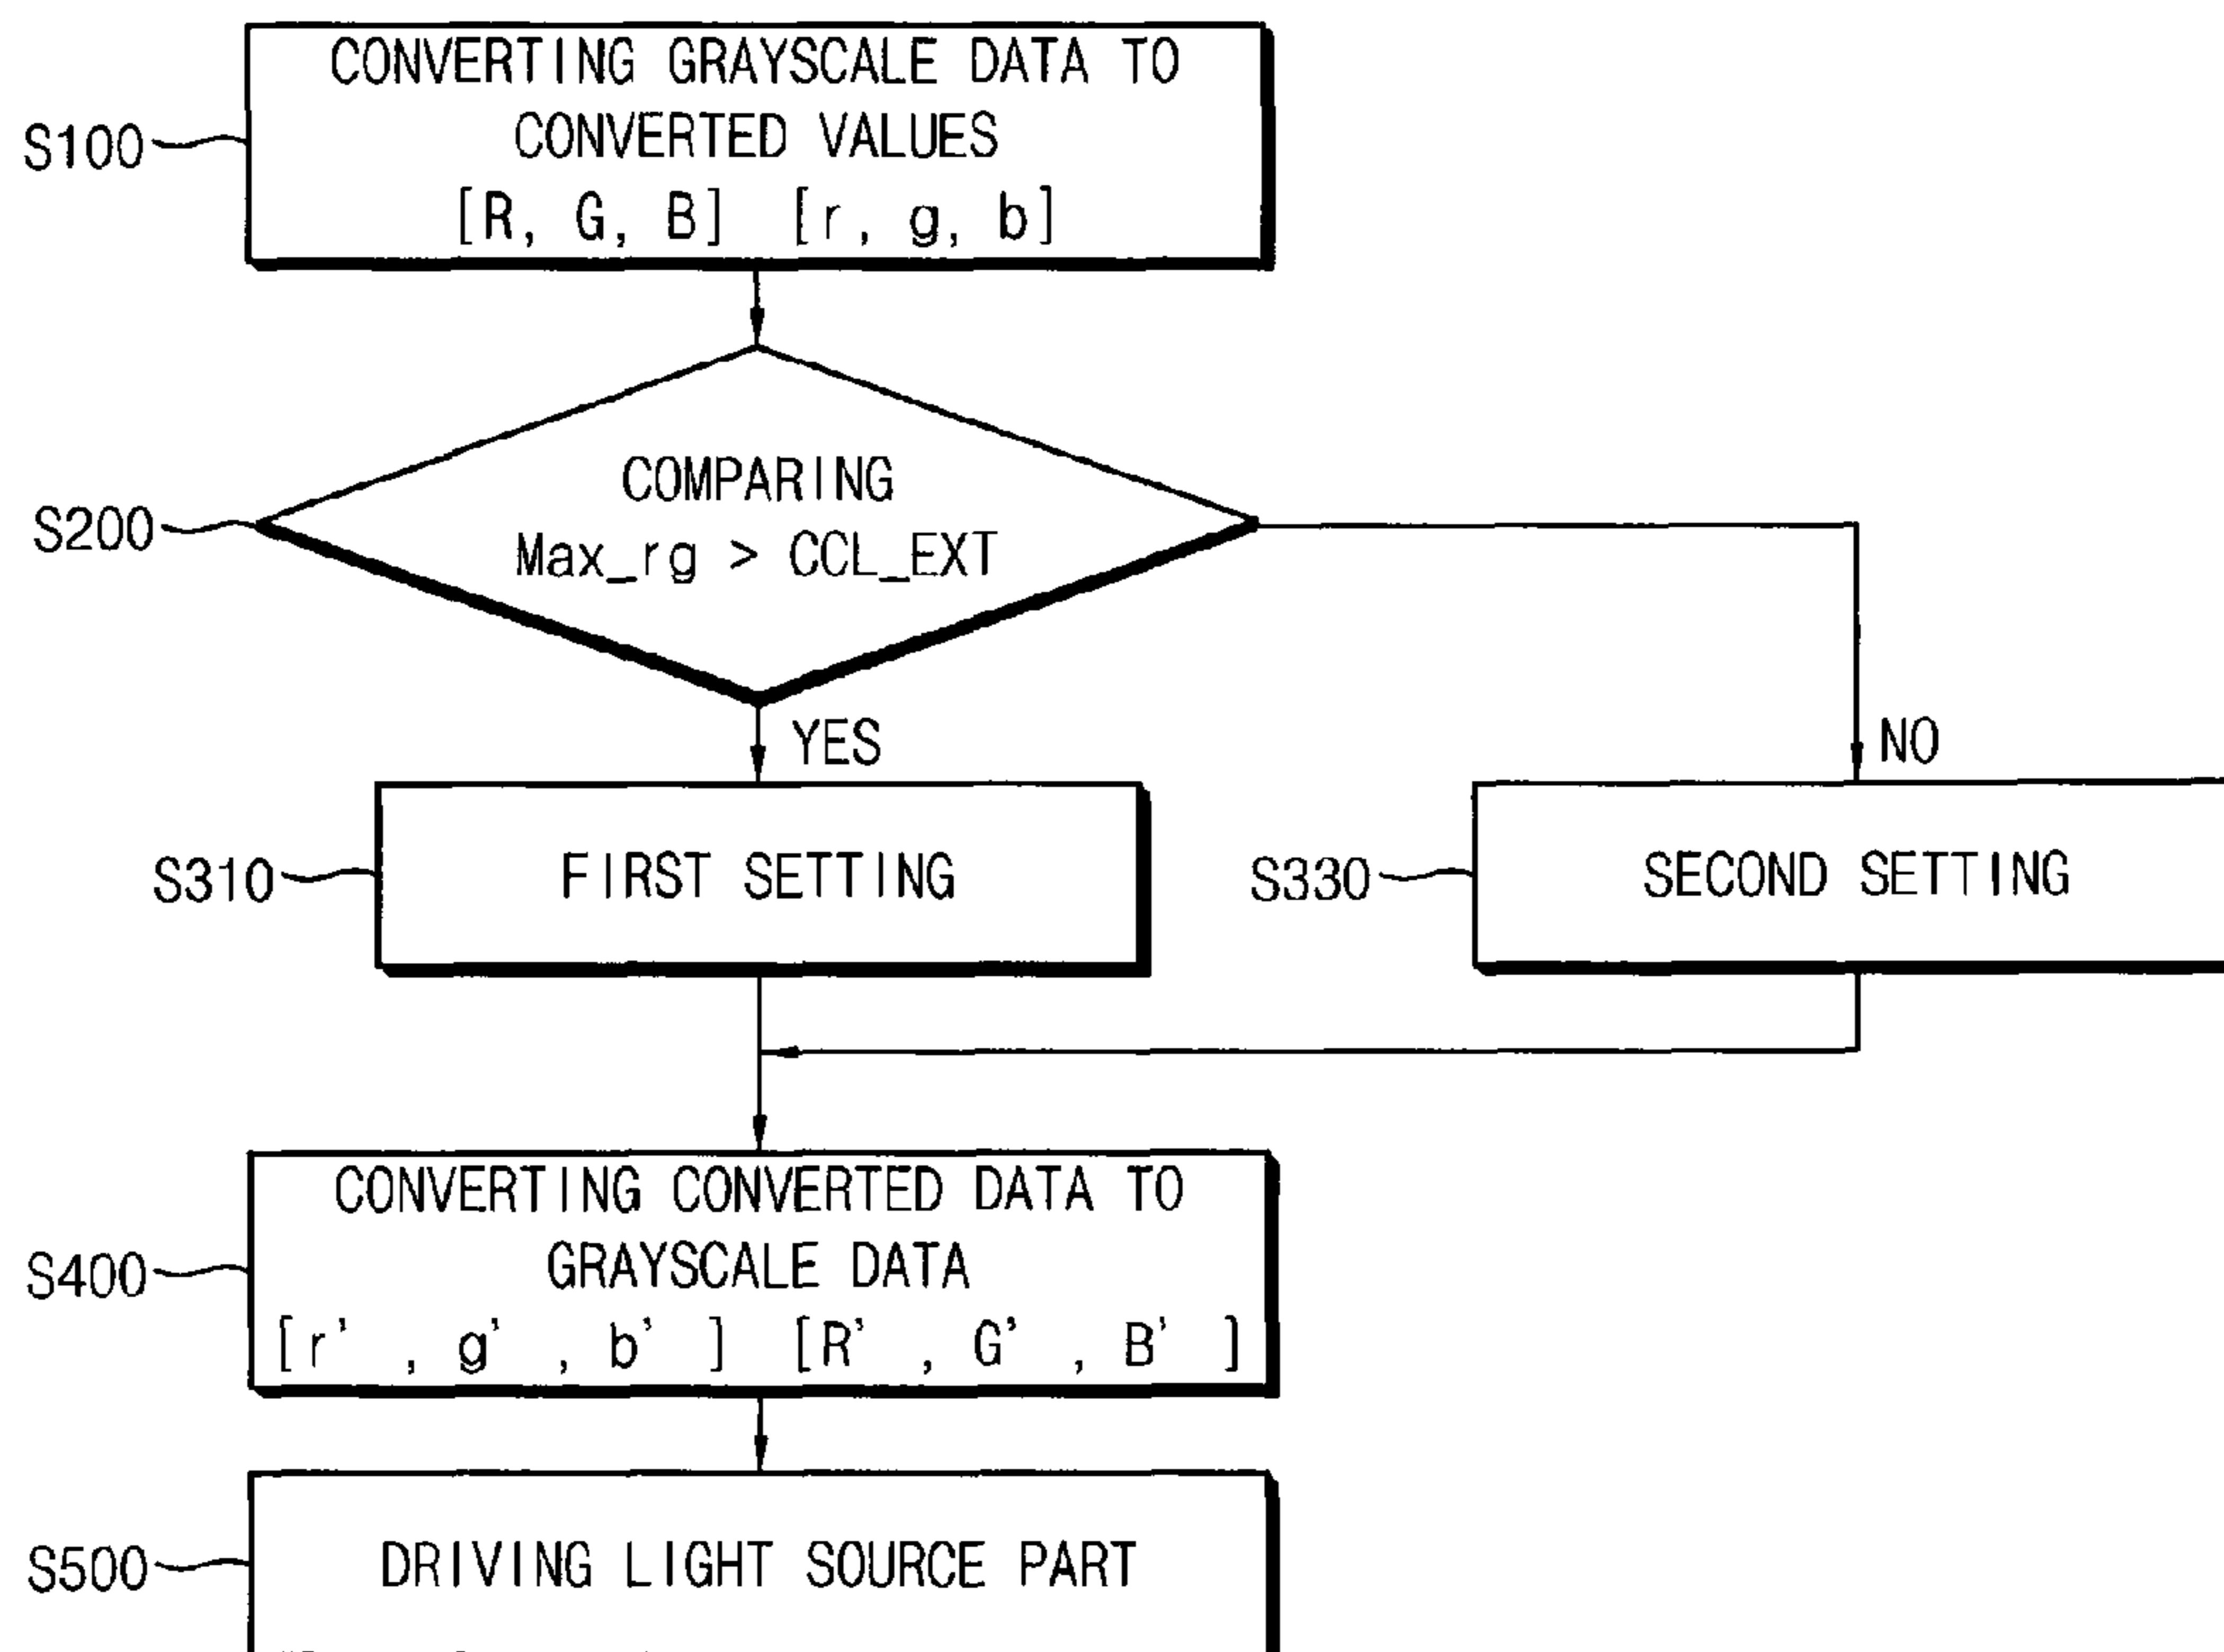 CONVERTING GRAYSCALE DATA TO
CONVERTED VALUES
[R, G, B] [r, g, b]
S100
COMPARING
Max_rg > CCL_EXT
S200
YES
NO
S310
FIRST SETTING
S330
SECOND SETTING
CONVERTING CONVERTED DATA TO
GRAYSCALE DATA
[r' , g' , b' ] [R' , G' , B' ]
S400
S500
DRIVING LIGHT SOURCE PART